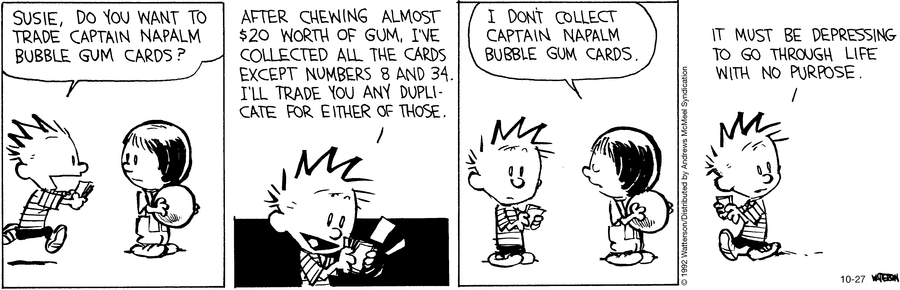 SUSIE, DO YOU WANT TO
TRADE CAPTAIN NAPALM
BUBBLE GUM CARDS?
AFTER CHEWING ALMOST
$20 WORTH OF GUM, I'VE
COLLECTED ALL THE CARDS
EXCEPT NUMBERS 8 AND 34.
I'LL TRADE YOU ANY DUPLI-
CATE FOR EITHER OF THOSE.
I DON'T COLLECT
CAPTAIN NAPALM
BUBBLE GUM CARDS.
© 1992 Watterson/Distributed by Andrews McMeel Syndication
IT MUST BE DEPRESSING
TO GO THROUGH LIFE
WITH NO PURPOSE.
10-27 WATTERSON